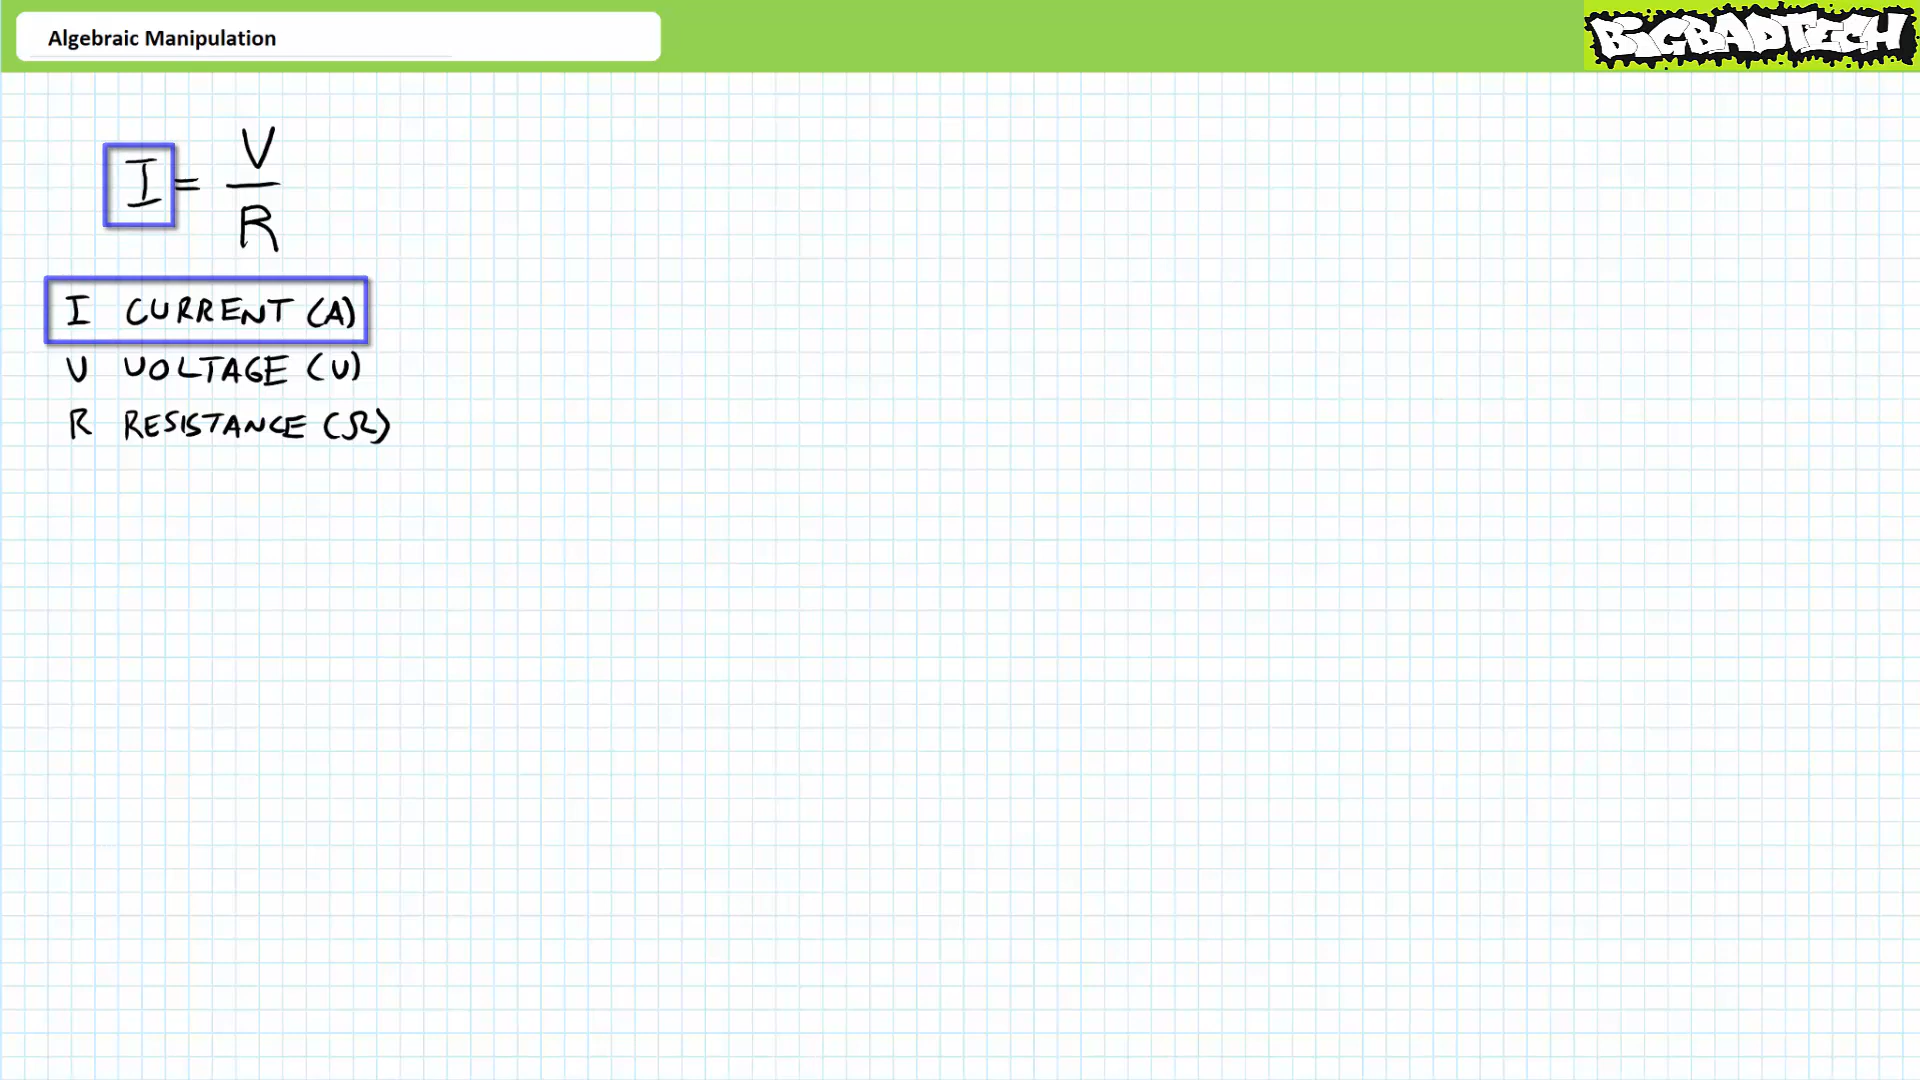 Algebraic Manipulation
BIGBADTECH
I = V/R
I CURRENT (A)
V VOLTAGE (V)
R RESISTANCE (Ω)